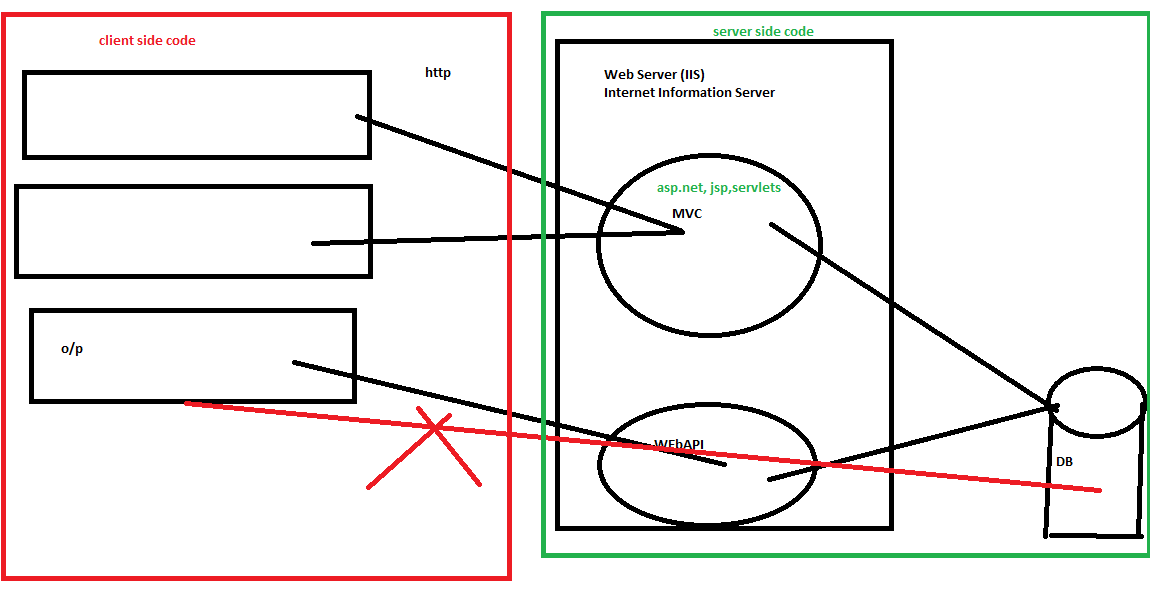 client side code
http
o/p
server side code
Web Server (IIS)
Internet Information Server
asp.net, jsp,servlets
MVC
WEbAPI
DB